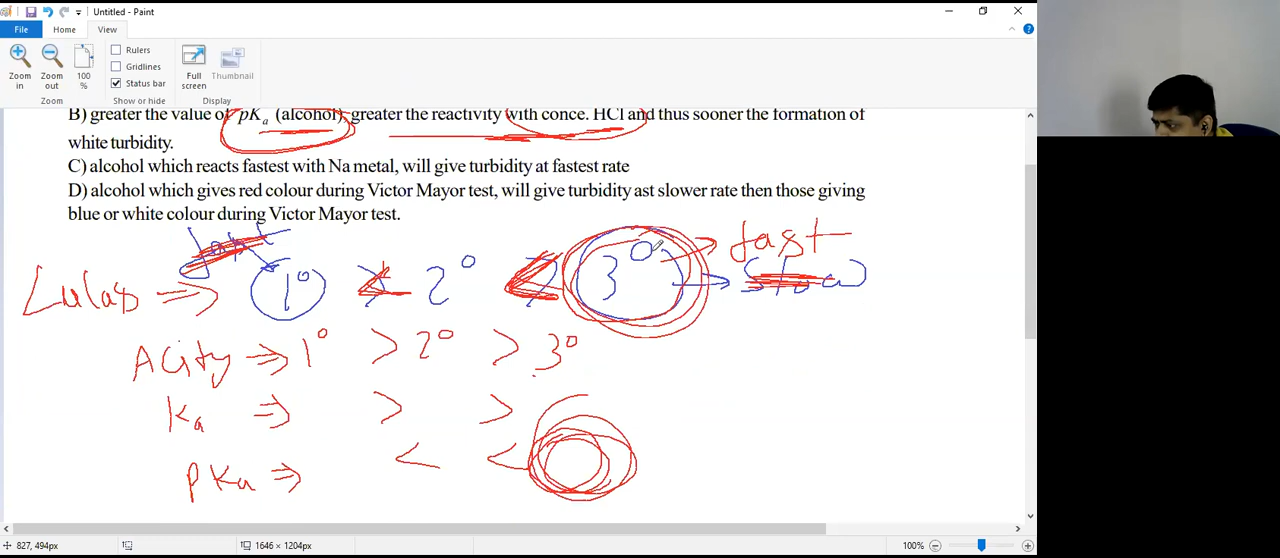 Untitled - Paint
File Home View
Zoom in
Zoom out
100 %
Rulers
Gridlines
Status bar
Full screen
Thumbnail
Zoom
Show or hide
Display
B) greater the value of pKa (alcohol), greater the reactivity with conce. HCl and thus sooner the formation of
white turbidity.
C) alcohol which reacts fastest with Na metal, will give turbidity at fastest rate
D) alcohol which gives red colour during Victor Mayor test, will give turbidity ast slower rate then those giving
blue or white colour during Victor Mayor test.
fast
Lulas ⇒ 1° < 2° < 3° → slow
Acity ⇒ 1° > 2° > 3°
Ka ⇒ > >
pKa ⇒ < <
827, 494px
1646 × 1204px
100%